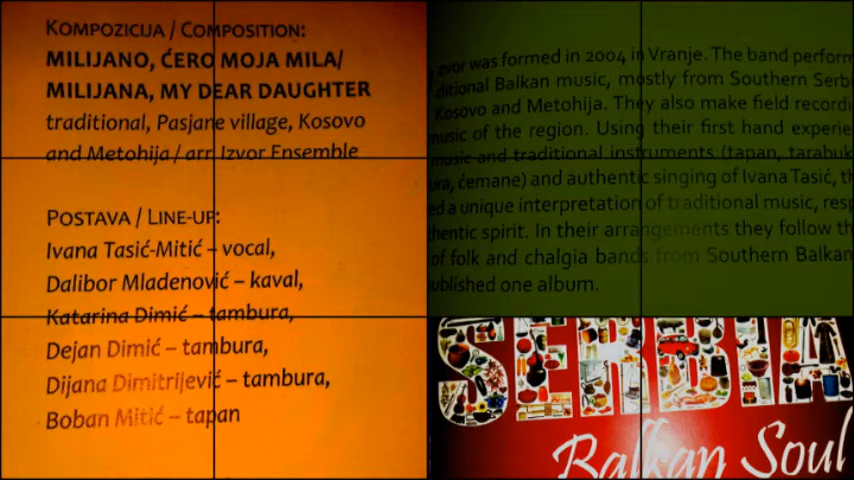 KOMPOZICIJA / COMPOSITION:
MILIJANO, ĆERO MOJA MILA/
MILIJANA, MY DEAR DAUGHTER
traditional, Pasjane village, Kosovo
and Metohija / arr. Izvor Ensemble
POSTAVA / LINE-UP:
Ivana Tasić-Mitić – vocal,
Dalibor Mladenović – kaval,
Katarina Dimić – tambura,
Dejan Dimić – tambura,
Dijana Dimitrijević – tambura,
Boban Mitić – tapan
zvor was formed in 2004 in Vranje. The band perform
ditional Balkan music, mostly from Southern Serbi
Kosovo and Metohija. They also make field recordi
music of the region. Using their first hand experie
music and traditional instruments (tapan, tarabuk
ura, ćemane) and authentic singing of Ivana Tasić, th
ed a unique interpretation of traditional music, resp
thentic spirit. In their arrangements they follow th
of folk and chalgia bands from Southern Balkan
ublished one album.
SERBIA
Balkan Soul